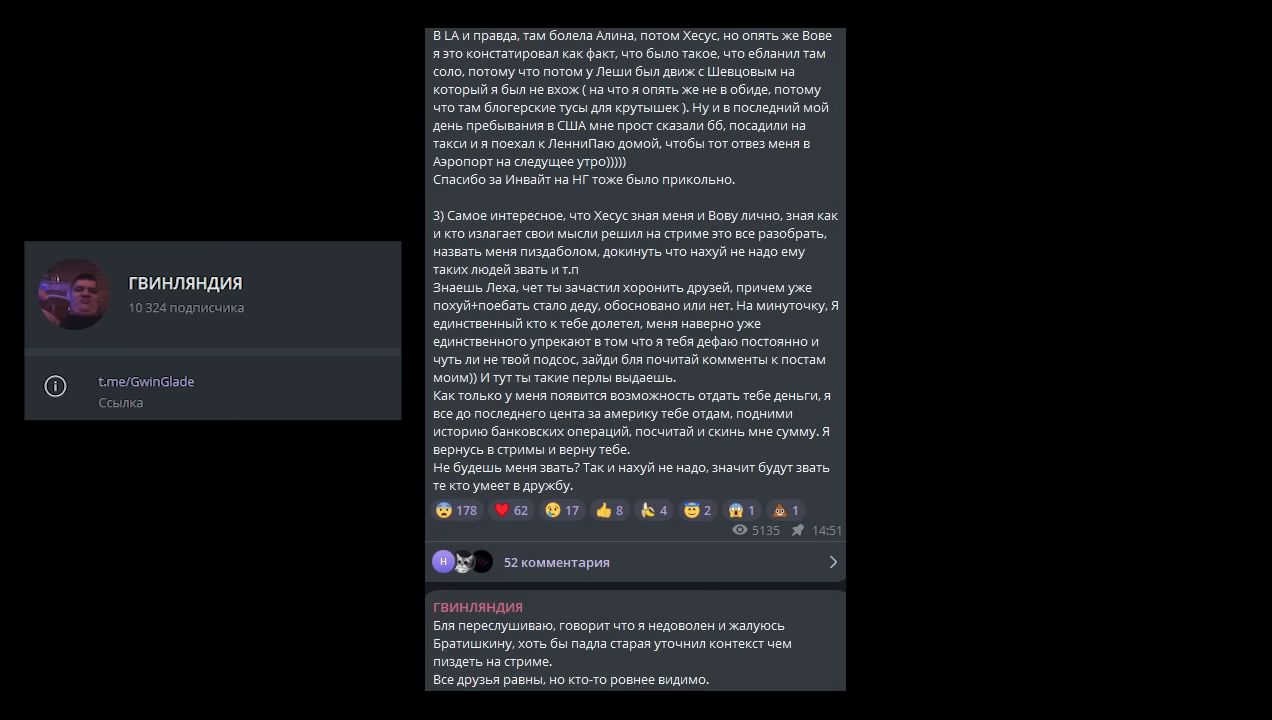 ГВИНЛЯНДИЯ
10 324 подписчика
t.me/GwinGlade
Ссылка
В LA и правда, там болела Алина, потом Хесус, но опять же Вове
я это констатировал как факт, что было такое, что ебланил там
соло, потому что потом у Леши был движ с Шевцовым на
который я был не вхож ( на что я опять же не в обиде, потому
что там блогерские тусы для крутышек ). Ну и в последний мой
день пребывания в США мне прост сказали бб, посадили на
такси и я поехал к ЛенниПаю домой, чтобы тот отвез меня в
Аэропорт на следущее утро)))))
Спасибо за Инвайт на НГ тоже было прикольно.
3) Самое интересное, что Хесус зная меня и Вову лично, зная как
и кто излагает свои мысли решил на стриме это все разобрать,
назвать меня пиздаболом, докинуть что нахуй не надо ему
таких людей звать и т.п
Знаешь Леха, чет ты зачастил хоронить друзей, причем уже
похуй+поебать стало деду, обосновано или нет. На минуточку, Я
единственный кто к тебе долетел, меня наверно уже
единственного упрекают в том что я тебя дефаю постоянно и
чуть ли не твой подсос, зайди бля почитай комменты к постам
моим)) И тут ты такие перлы выдаешь.
Как только у меня появится возможность отдать тебе деньги, я
все до последнего цента за америку тебе отдам, подними
историю банковских операций, посчитай и скинь мне сумму. Я
вернусь в стримы и верну тебе.
Не будешь меня звать? Так и нахуй не надо, значит будут звать
те кто умеет в дружбу.
178 62 17 8 4 2 1 1
5135 14:51
Н
52 комментария
ГВИНЛЯНДИЯ
Бля переслушиваю, говорит что я недоволен и жалуюсь
Братишкину, хоть бы падла старая уточнил контекст чем
пиздеть на стриме.
Все друзья равны, но кто-то ровнее видимо.